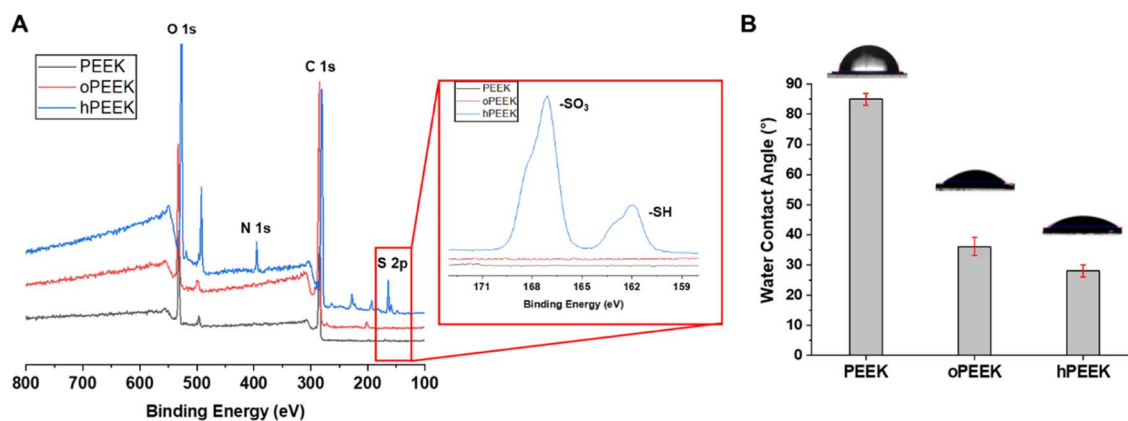 A
O 1s
PEEK
oPEEK
hPEEK
N 1s
C 1s
S 2p
800 700 600 500 400 300 200 100
Binding Energy (eV)
PEEK
oPEEK
hPEEK
-SO₃
-SH
171 168 165 162 159
Binding Energy (eV)
B
Water Contact Angle (°)
90
80
70
60
50
40
30
20
10
0
PEEK oPEEK hPEEK